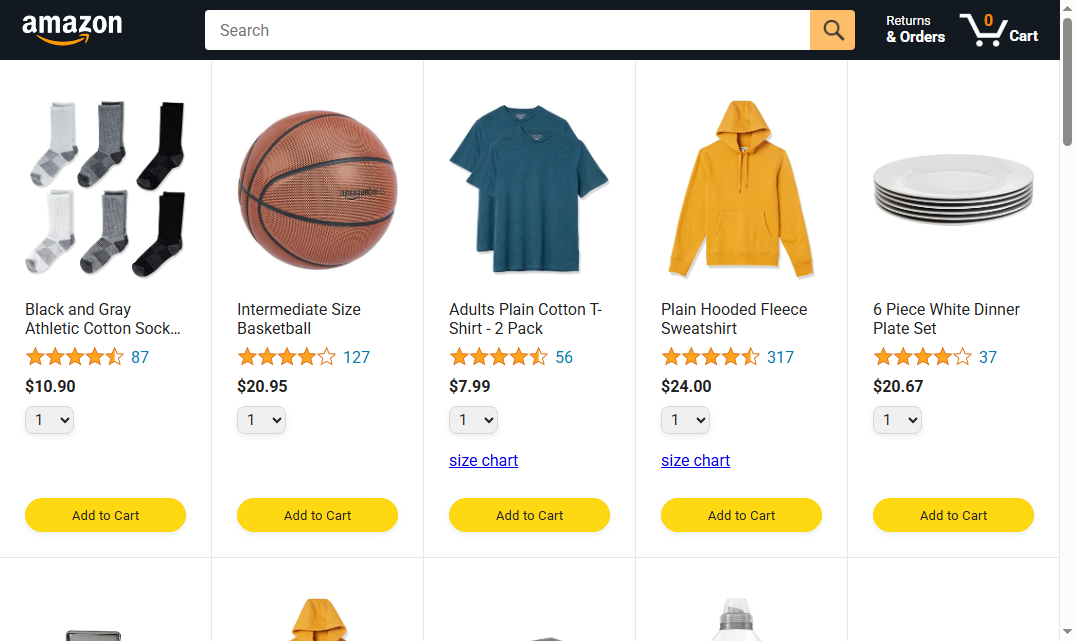 amazon
Search
Returns
& Orders
0
Cart
amazon
Black and Gray
Athletic Cotton Sock...
87
$10.90
1
Add to Cart
Intermediate Size
Basketball
127
$20.95
1
Add to Cart
Adults Plain Cotton T-
Shirt - 2 Pack
56
$7.99
1
size chart
Add to Cart
Plain Hooded Fleece
Sweatshirt
317
$24.00
1
size chart
Add to Cart
6 Piece White Dinner
Plate Set
37
$20.67
1
Add to Cart